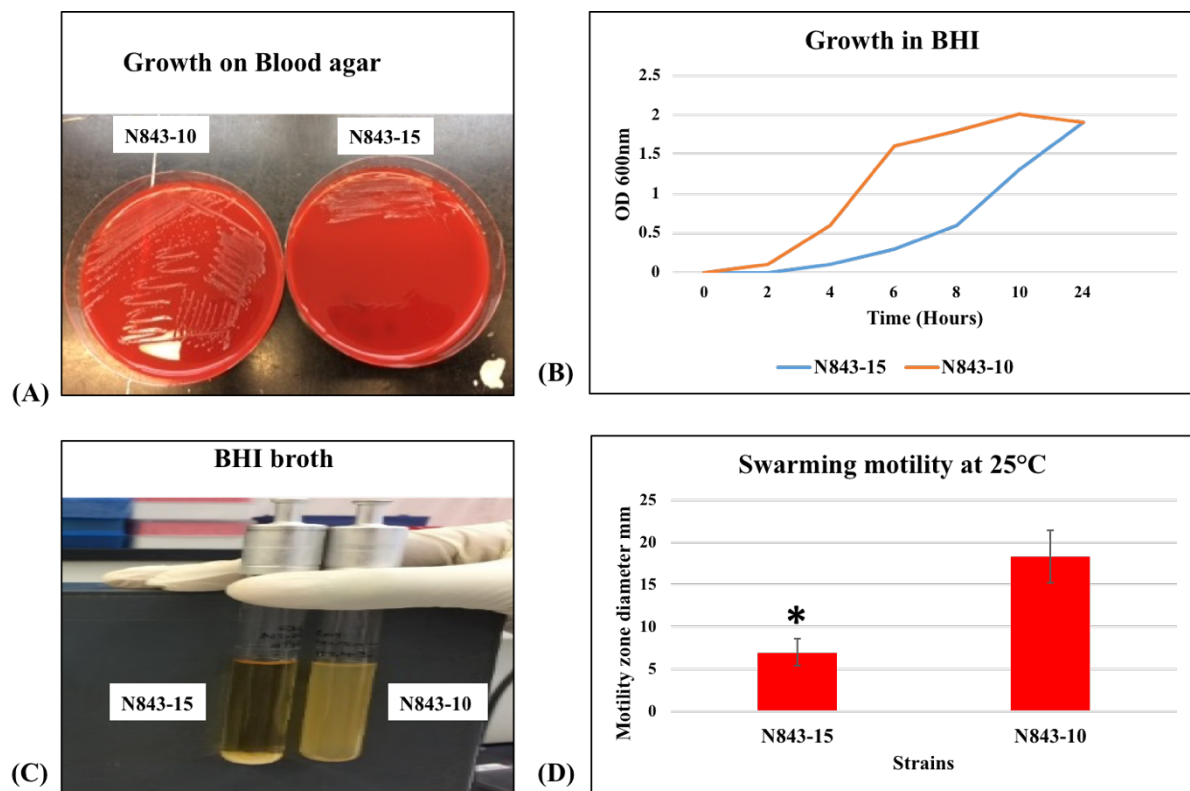 Growth on Blood agar
N843-10
N843-15
(A)
Growth in BHI
OD 600nm
2.5
2
1.5
1
0.5
0
0 2 4 6 8 10 24
Time (Hours)
N843-15 N843-10
(B)
BHI broth
N843-15
N843-10
(C)
Swarming motility at 25°C
Motility zone diameter mm
25
20
15
10
5
0
*
N843-15 N843-10
Strains
(D)